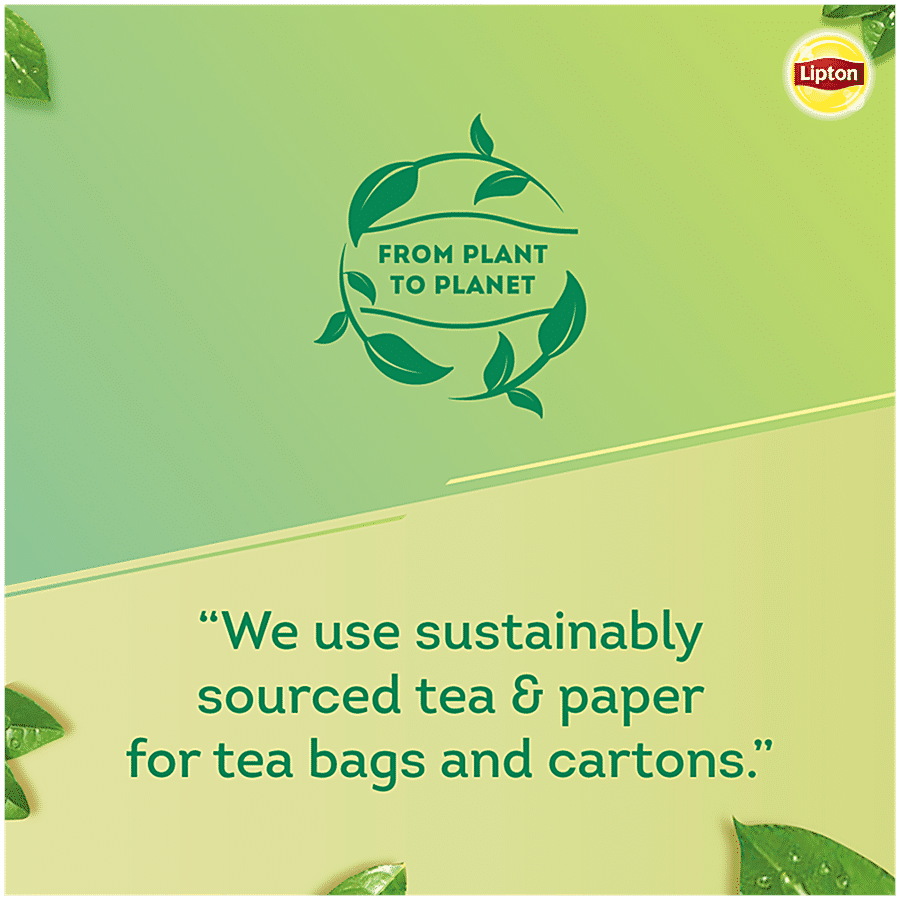 Lipton
FROM PLANT
TO PLANET
“We use sustainably
sourced tea & paper
for tea bags and cartons.”